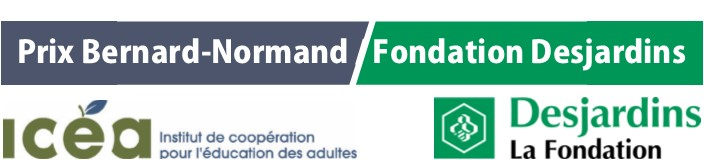 Prix Bernard-Normand / Fondation Desjardins
icéa Institut de coopération
pour l'éducation des adultes
Desjardins
La Fondation